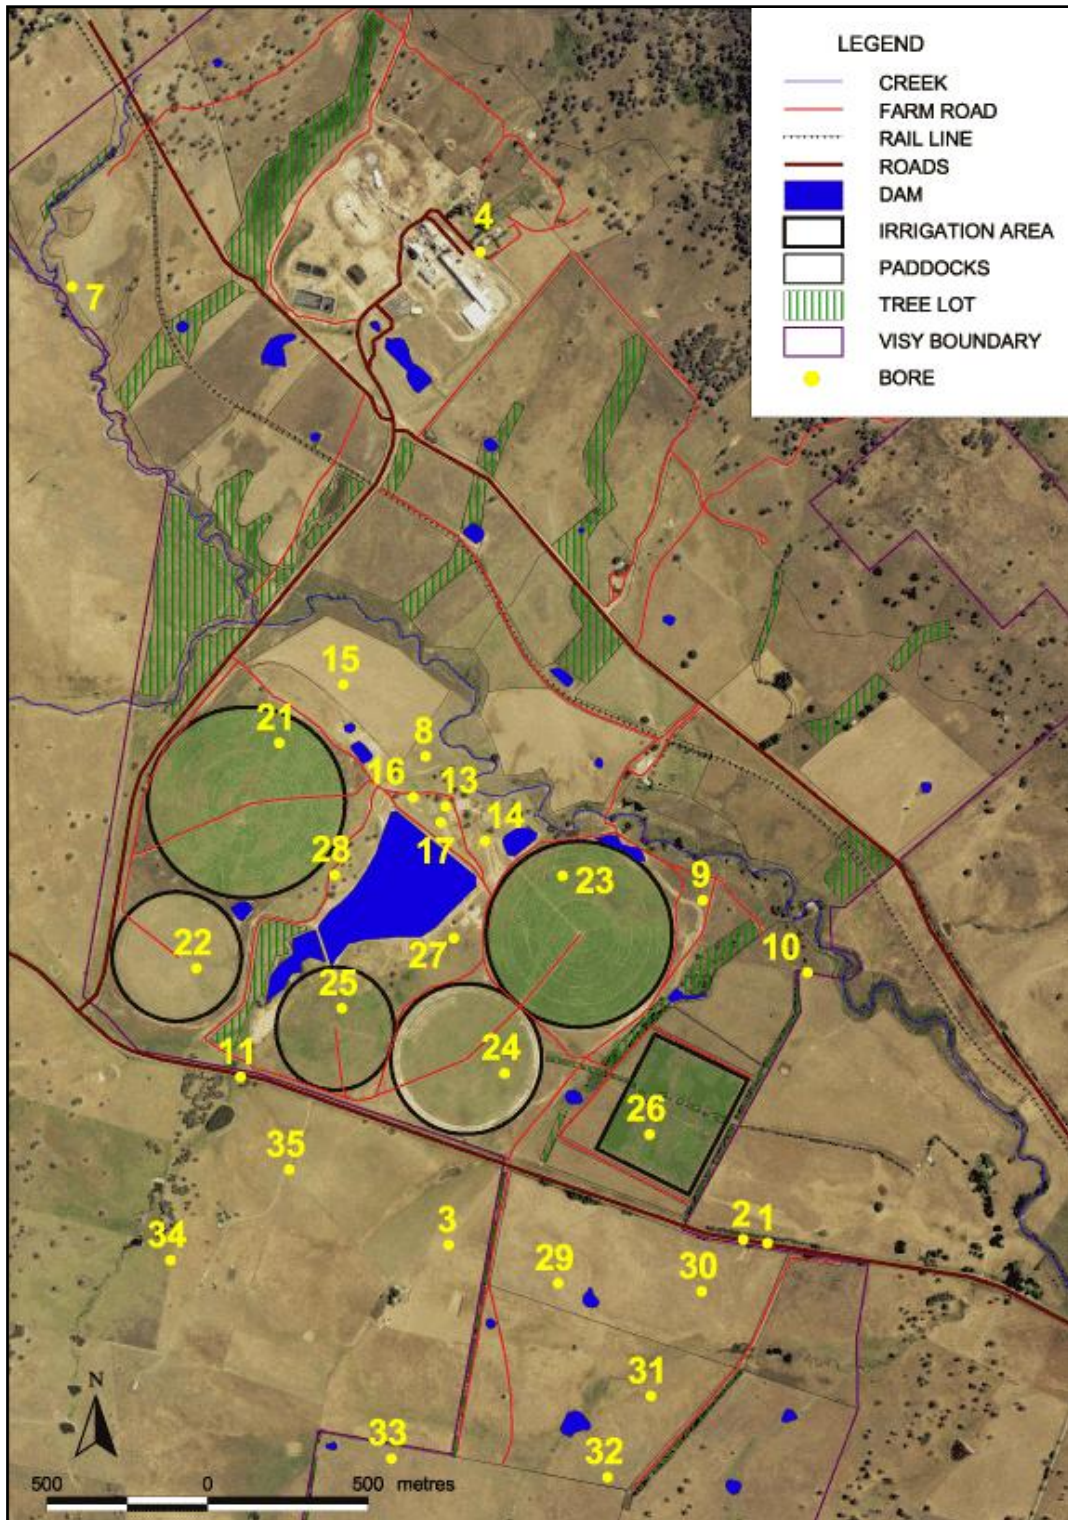 LEGEND
CREEK
FARM ROAD
RAIL LINE
ROADS
DAM
IRRIGATION AREA
PADDOCKS
TREE LOT
VISY BOUNDARY
BORE
4
7
15
21
8
16
13
14
17
28
23
9
22
27
10
25
24
11
26
35
3
2
1
34
29
30
31
33
32
N
500 0 500 metres